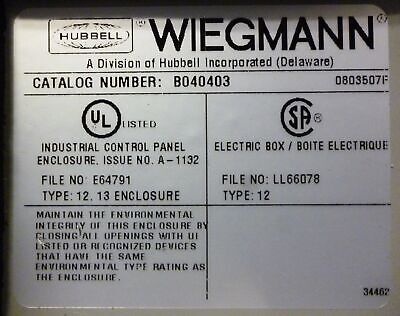 HUBBELL ® WIEGMANN ®
A Division of Hubbell Incorporated (Delaware)
CATALOG NUMBER: B040403 0803507F
UL LISTED
INDUSTRIAL CONTROL PANEL
ENCLOSURE, ISSUE NO. A-1132
FILE NO: E64791
TYPE: 12, 13 ENCLOSURE
SA ®
ELECTRIC BOX / BOITE ELECTRIQUE
FILE NO: LL66078
TYPE: 12
MAINTAIN THE ENVIRONMENTAL
INTEGRITY OF THIS ENCLOSURE BY
CLOSING ALL OPENINGS WITH UL
LISTED OR RECOGNIZED DEVICES
THAT HAVE THE SAME
ENVIRONMENTAL TYPE RATING AS
THE ENCLOSURE.
34462